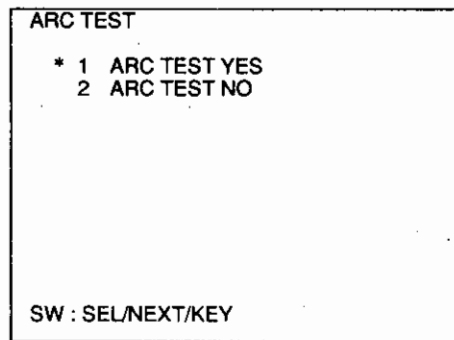 ARC TEST
* 1 ARC TEST YES
2 ARC TEST NO
SW : SEL/NEXT/KEY